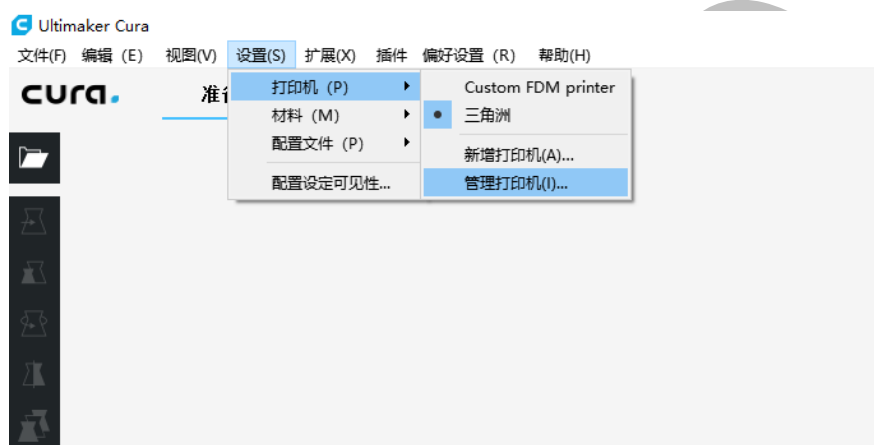 Ultimaker Cura
文件(F) 编辑 (E) 视图(V) 设置(S) 扩展(X) 插件 偏好设置 (R) 帮助(H)
cura.
准
打印机 (P)
材料 (M)
配置文件 (P)
配置设定可见性...
Custom FDM printer
三角洲
新增打印机(A)...
管理打印机(I)...